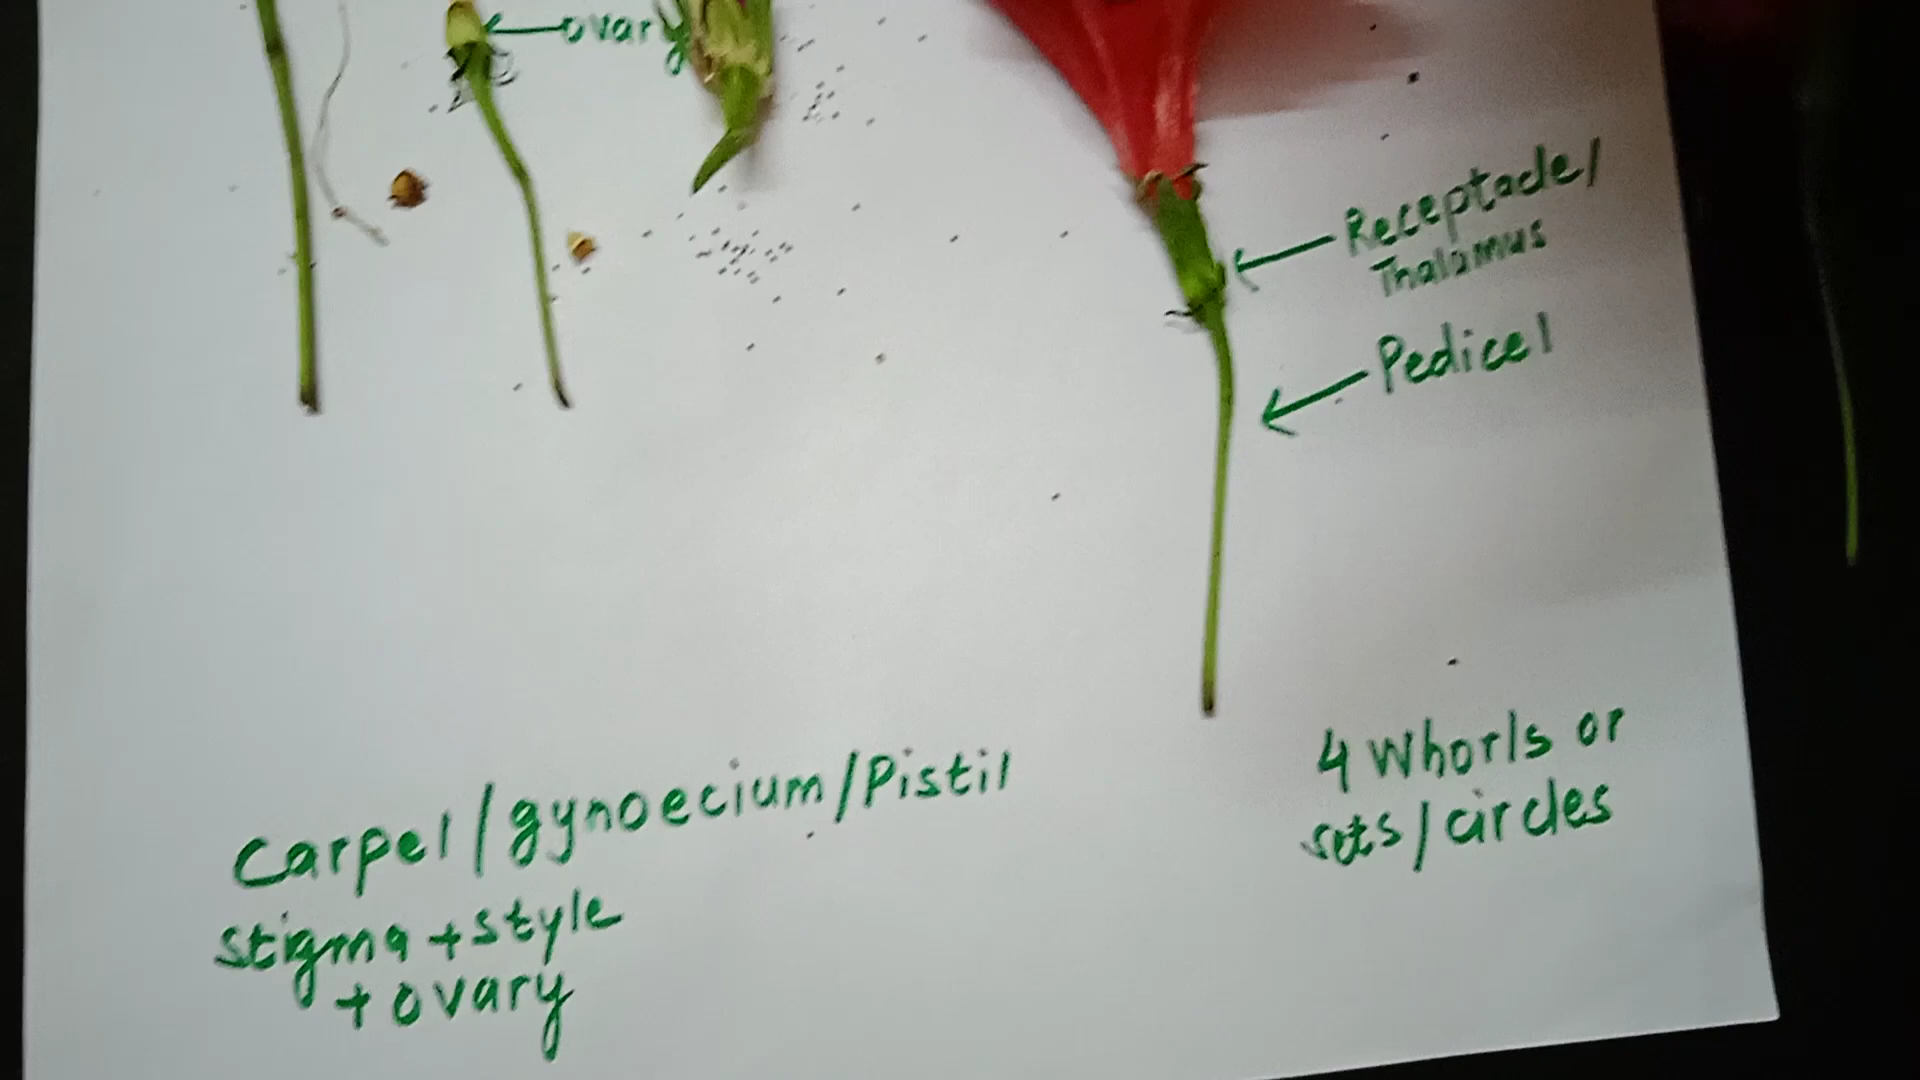 ovary
Receptacle/
Thalamus
Pedicel
Carpel/gynoecium/Pistil
stigma + style
+ ovary
4 Whorls or
sets/circles